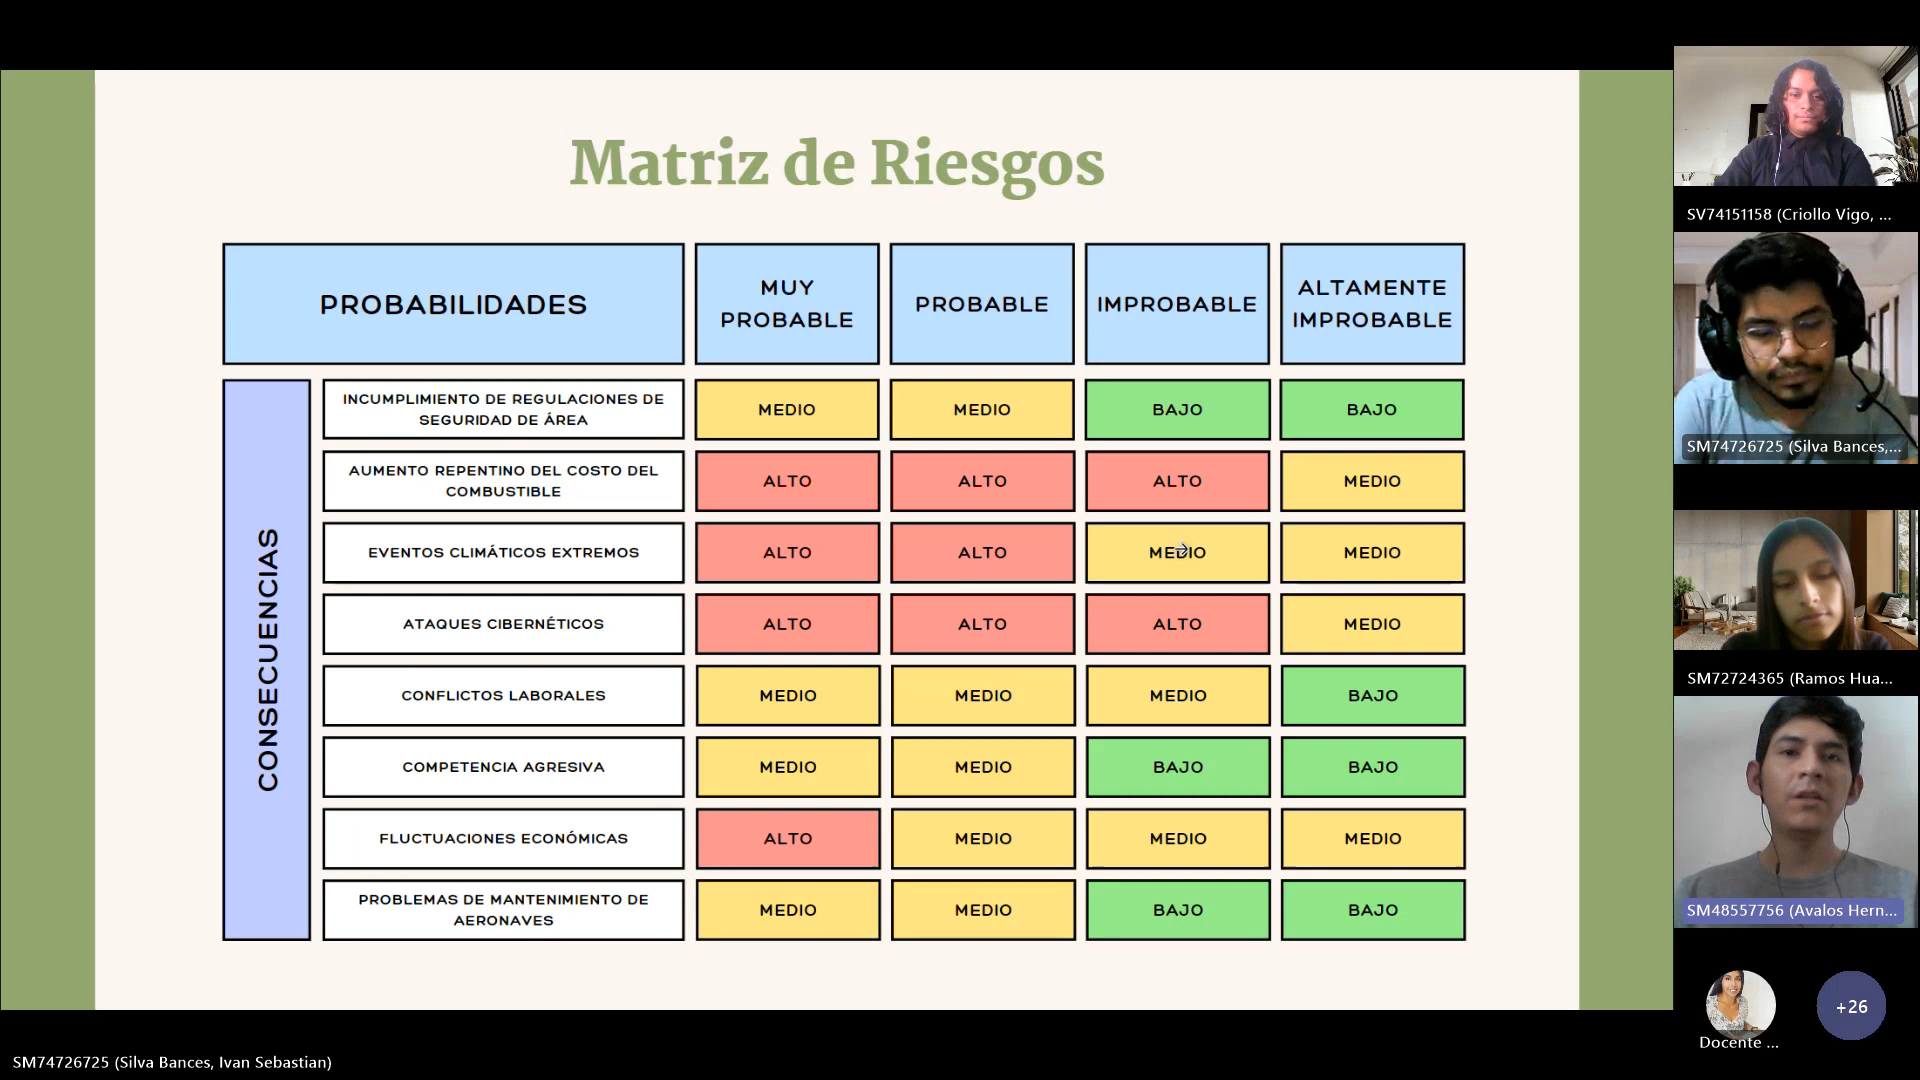 Matriz de Riesgos
PROBABILIDADES
MUY
PROBABLE
PROBABLE
IMPROBABLE
ALTAMENTE
IMPROBABLE
CONSECUENCIAS
INCUMPLIMIENTO DE REGULACIONES DE
SEGURIDAD DE ÁREA
MEDIO
MEDIO
BAJO
BAJO
AUMENTO REPENTINO DEL COSTO DEL
COMBUSTIBLE
ALTO
ALTO
ALTO
MEDIO
EVENTOS CLIMÁTICOS EXTREMOS
ALTO
ALTO
MEDIO
MEDIO
ATAQUES CIBERNÉTICOS
ALTO
ALTO
ALTO
MEDIO
CONFLICTOS LABORALES
MEDIO
MEDIO
MEDIO
BAJO
COMPETENCIA AGRESIVA
MEDIO
MEDIO
BAJO
BAJO
FLUCTUACIONES ECONÓMICAS
ALTO
MEDIO
MEDIO
MEDIO
PROBLEMAS DE MANTENIMIENTO DE
AERONAVES
MEDIO
MEDIO
BAJO
BAJO
SV74151158 (Criollo Vigo, ...
SM74726725 (Silva Bances,...
SM72724365 (Ramos Hua...
SM48557756 (Avalos Hern...
Docente ...
+26
SM74726725 (Silva Bances, Ivan Sebastian)